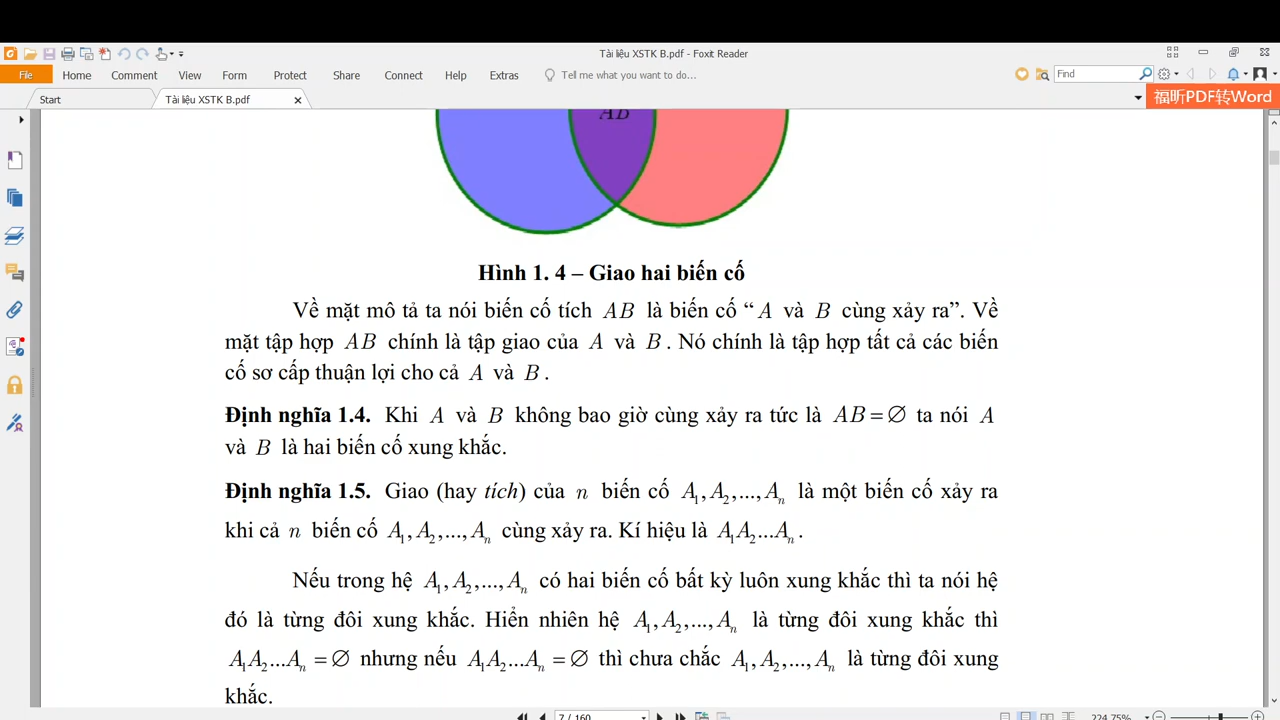 Tài liệu XSTK B.pdf - Foxit Reader
File Home Comment View Form Protect Share Connect Help Extras Tell me what you want to do... Find
Start Tài liệu XSTK B.pdf 福昕PDF转Word
AB
Hình 1. 4 – Giao hai biến cố
Về mặt mô tả ta nói biến cố tích AB là biến cố “ A và B cùng xảy ra”. Về
mặt tập hợp AB chính là tập giao của A và B. Nó chính là tập hợp tất cả các biến
cố sơ cấp thuận lợi cho cả A và B.
Định nghĩa 1.4. Khi A và B không bao giờ cùng xảy ra tức là AB = ∅ ta nói A
và B là hai biến cố xung khắc.
Định nghĩa 1.5. Giao (hay tích) của n biến cố A₁, A₂,..., Aₙ là một biến cố xảy ra
khi cả n biến cố A₁, A₂,..., Aₙ cùng xảy ra. Kí hiệu là A₁A₂...Aₙ.
Nếu trong hệ A₁, A₂,..., Aₙ có hai biến cố bất kỳ luôn xung khắc thì ta nói hệ
đó là từng đôi xung khắc. Hiển nhiên hệ A₁, A₂,..., Aₙ là từng đôi xung khắc thì
A₁A₂...Aₙ = ∅ nhưng nếu A₁A₂...Aₙ = ∅ thì chưa chắc A₁, A₂,..., Aₙ là từng đôi xung
khắc.
7 / 160 224.75%